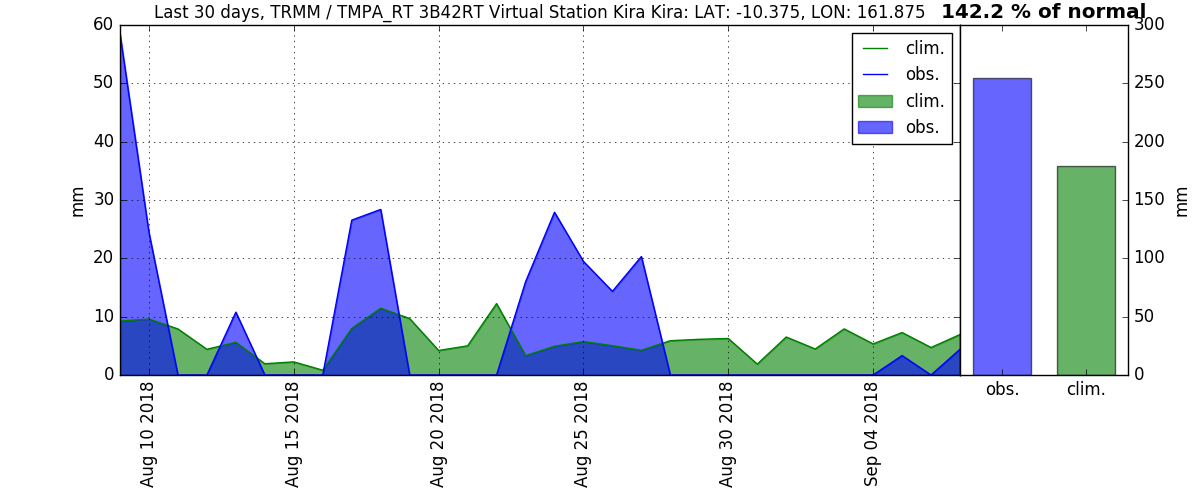 Last 30 days, TRMM / TMPA_RT 3B42RT Virtual Station Kira Kira: LAT: -10.375, LON: 161.875
142.2 % of normal
60
50
40
30
20
10
0
mm
clim.
obs.
clim.
obs.
Aug 10 2018
Aug 15 2018
Aug 20 2018
Aug 25 2018
Aug 30 2018
Sep 04 2018
300
250
200
150
100
50
0
mm
obs.
clim.